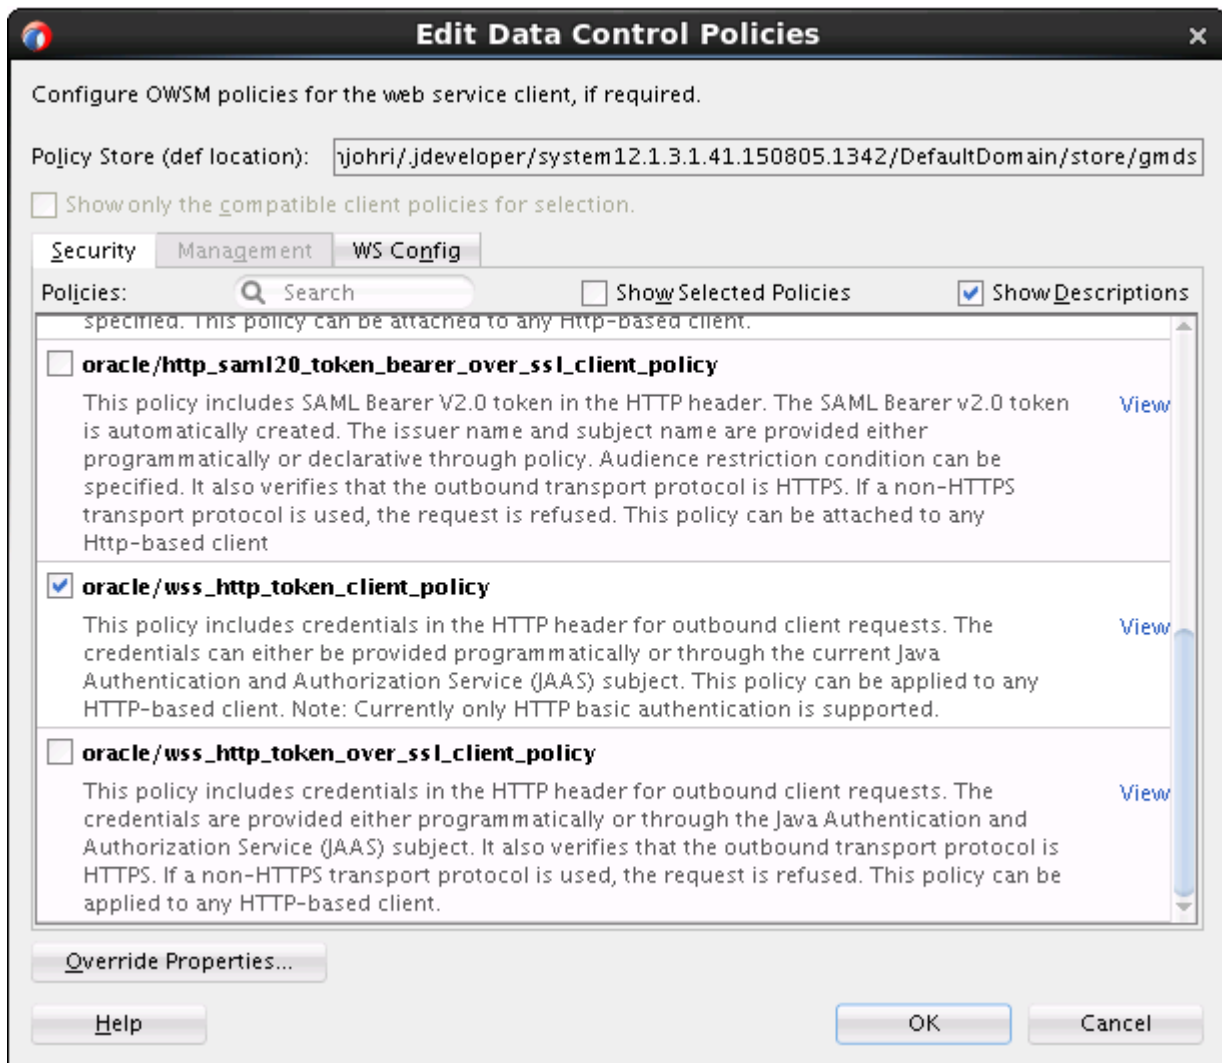 Edit Data Control Policies
Configure OWSM policies for the web service client, if required.
Policy Store (def location): njohri/.jdeveloper/system12.1.3.1.41.150805.1342/DefaultDomain/store/gmds
Show only the compatible client policies for selection.
Security Management WS Config
Policies: Search Show Selected Policies Show Descriptions
specified. This policy can be attached to any Http-based client.
oracle/http_saml20_token_bearer_over_ssl_client_policy
This policy includes SAML Bearer V2.0 token in the HTTP header. The SAML Bearer v2.0 token View
is automatically created. The issuer name and subject name are provided either
programmatically or declarative through policy. Audience restriction condition can be
specified. It also verifies that the outbound transport protocol is HTTPS. If a non-HTTPS
transport protocol is used, the request is refused. This policy can be attached to any
Http-based client
oracle/wss_http_token_client_policy
This policy includes credentials in the HTTP header for outbound client requests. The View
credentials can either be provided programmatically or through the current Java
Authentication and Authorization Service (JAAS) subject. This policy can be applied to any
HTTP-based client. Note: Currently only HTTP basic authentication is supported.
oracle/wss_http_token_over_ssl_client_policy
This policy includes credentials in the HTTP header for outbound client requests. The View
credentials are provided either programmatically or through the Java Authentication and
Authorization Service (JAAS) subject. It also verifies that the outbound transport protocol is
HTTPS. If a non-HTTPS transport protocol is used, the request is refused. This policy can be
applied to any HTTP-based client.
Override Properties...
Help OK Cancel